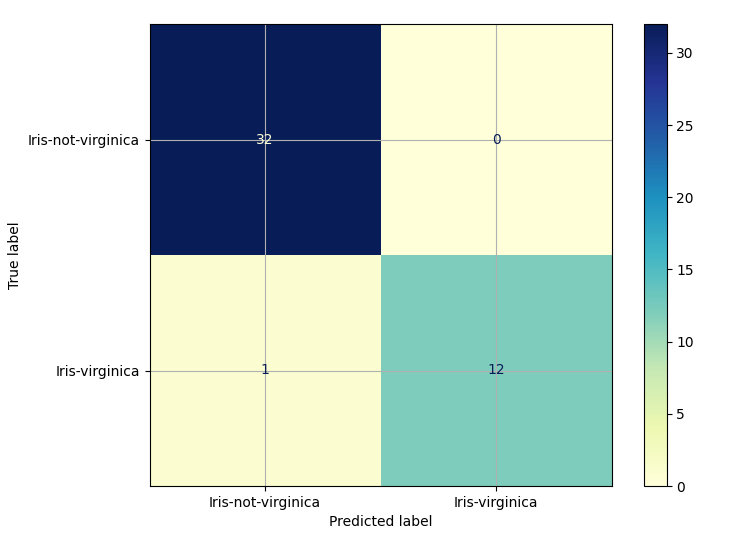 True label
Iris-not-virginica
32 0
Iris-virginica
1 12
Iris-not-virginica Iris-virginica
Predicted label
30
25
20
15
10
5
0